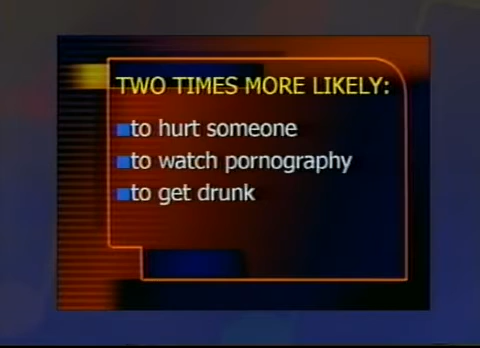 TWO TIMES MORE LIKELY:
to hurt someone
to watch pornography
to get drunk